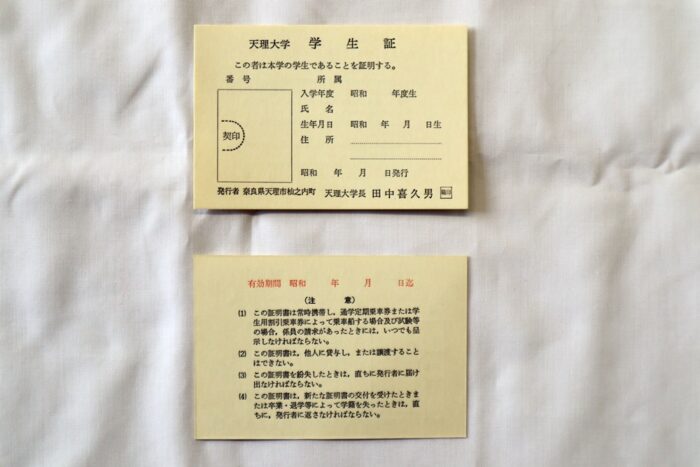 天理大学 学生証
この者は本学の学生であることを証明する。
番号 所属
入学年度 昭和 年度生
氏名
生年月日 昭和 年 月 日生
住所
契印
昭和 年 月 日発行
発行者 奈良県天理市杣之内町 天理大学長 田中喜久男
有効期間 昭和 年 月 日迄
(注意)
(1) この証明書は常時携帯し，通学定期乗車券または学
生用割引乗車券によって乗車船する場合及び試験等
の場合，係員の請求があったときには，いつでも呈
示しなければならない。
(2) この証明書は，他人に貸与し，または譲渡すること
はできない。
(3) この証明書を紛失したときは，直ちに発行者に届け
出なければならない。
(4) この証明書は，新たな証明書の交付を受けたときま
たは卒業・退学等によって学籍を失ったときは，直
ちに，発行者に返さなければならない。